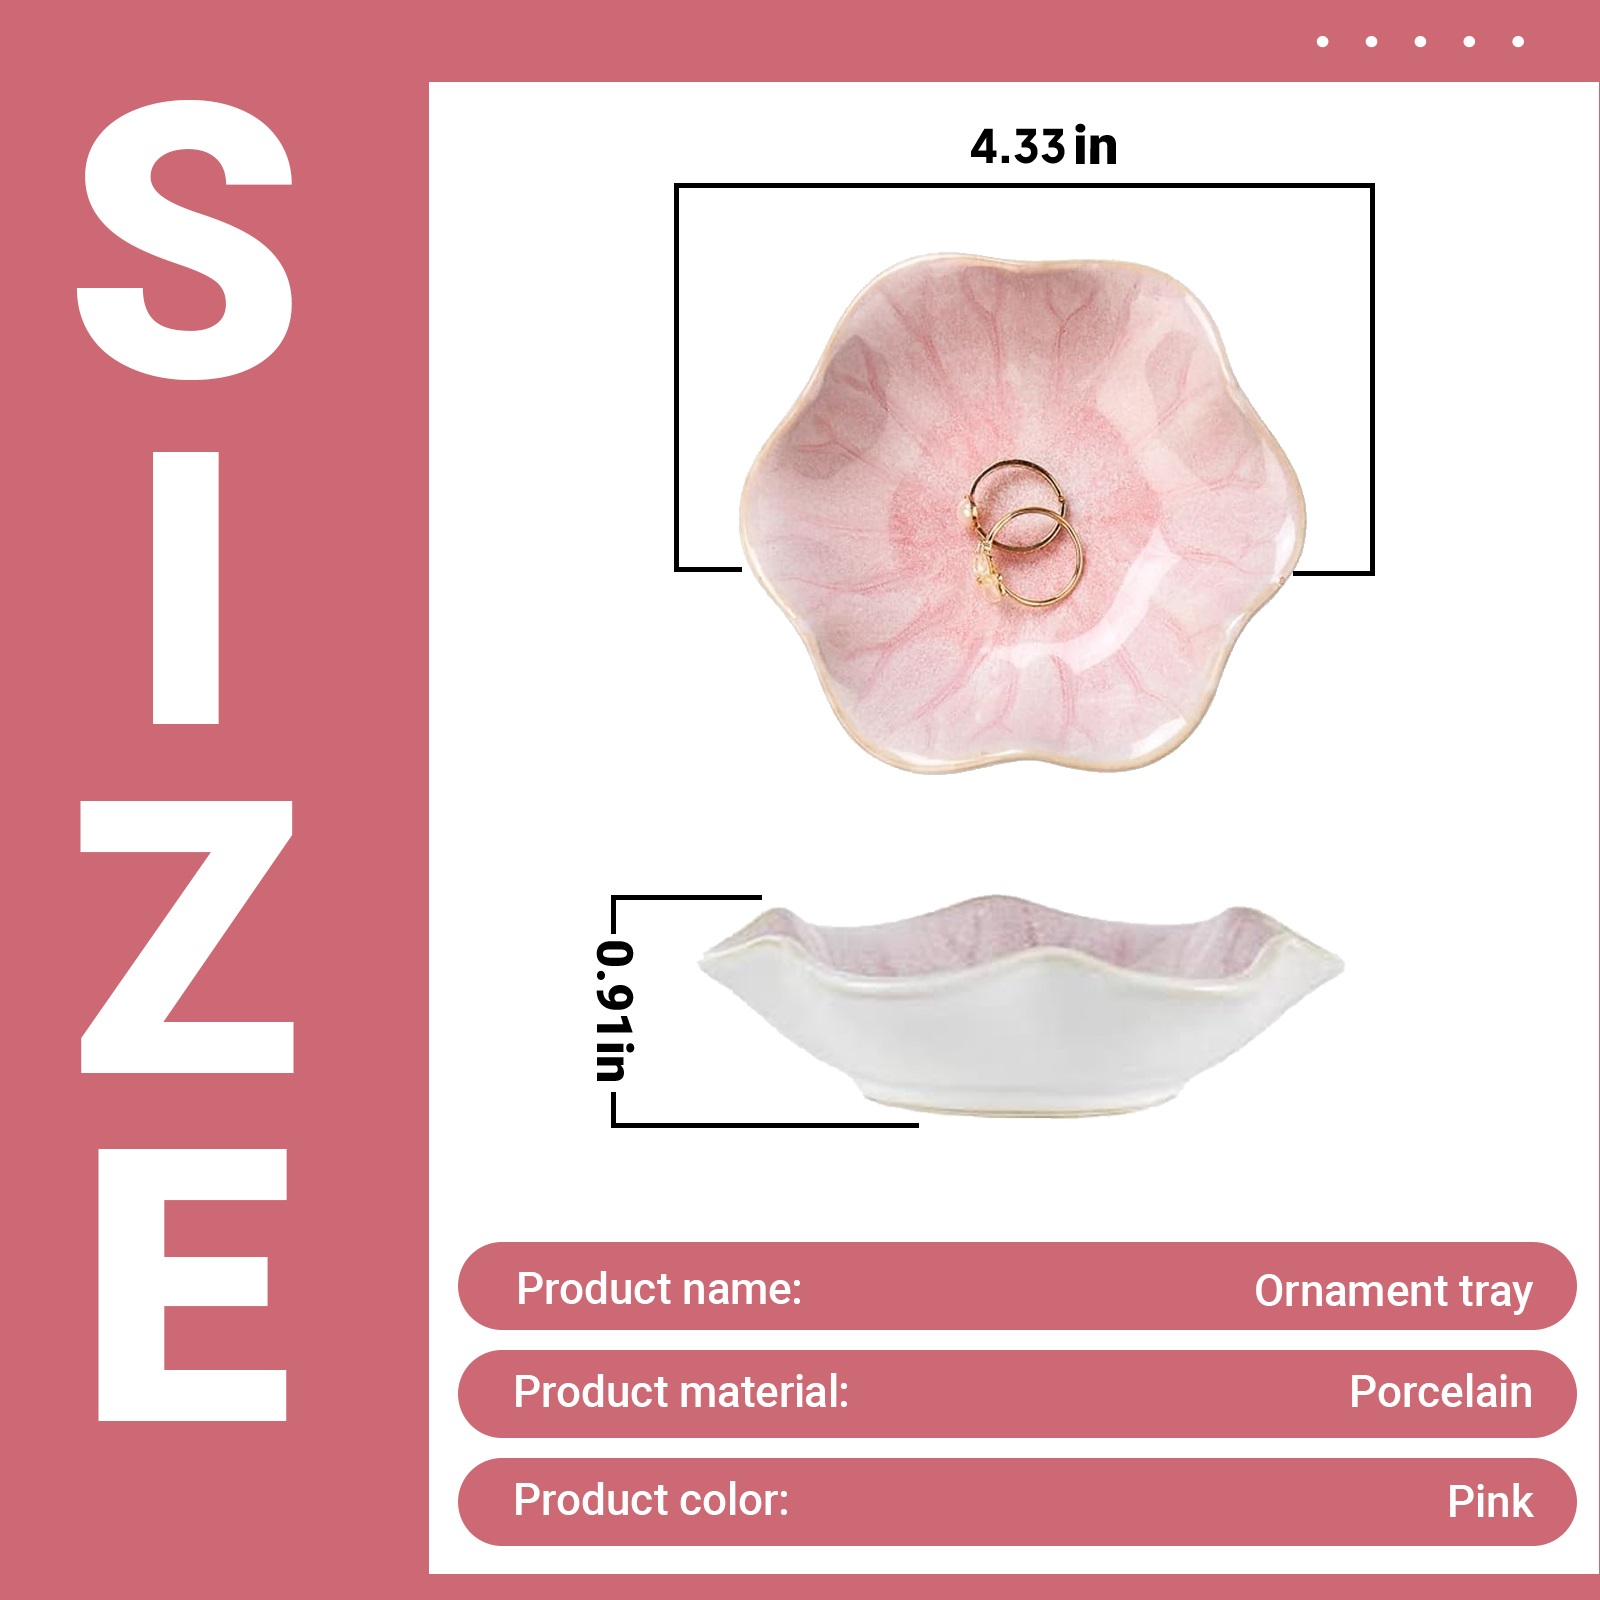 SIZE
4.33in
0.91in
Product name: Ornament tray
Product material: Porcelain
Product color: Pink